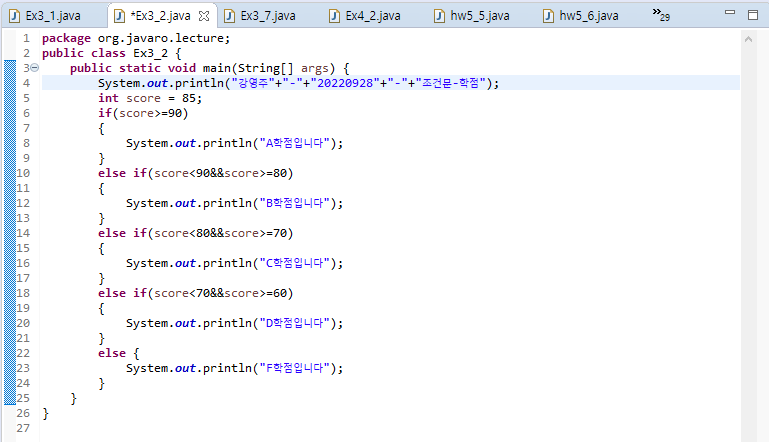 Ex3_1.java *Ex3_2.java Ex3_7.java Ex4_2.java hw5_5.java hw5_6.java »29
1 package org.javaro.lecture;
2 public class Ex3_2 {
3 public static void main(String[] args) {
4 System.out.println("강영주"+"-"+"20220928"+"-"+"조건문-학점");
5 int score = 85;
6 if(score>=90)
7 {
8 System.out.println("A학점입니다");
9 }
10 else if(score<90&&score>=80)
11 {
12 System.out.println("B학점입니다");
13 }
14 else if(score<80&&score>=70)
15 {
16 System.out.println("C학점입니다");
17 }
18 else if(score<70&&score>=60)
19 {
20 System.out.println("D학점입니다");
21 }
22 else {
23 System.out.println("F학점입니다");
24 }
25 }
26 }
27